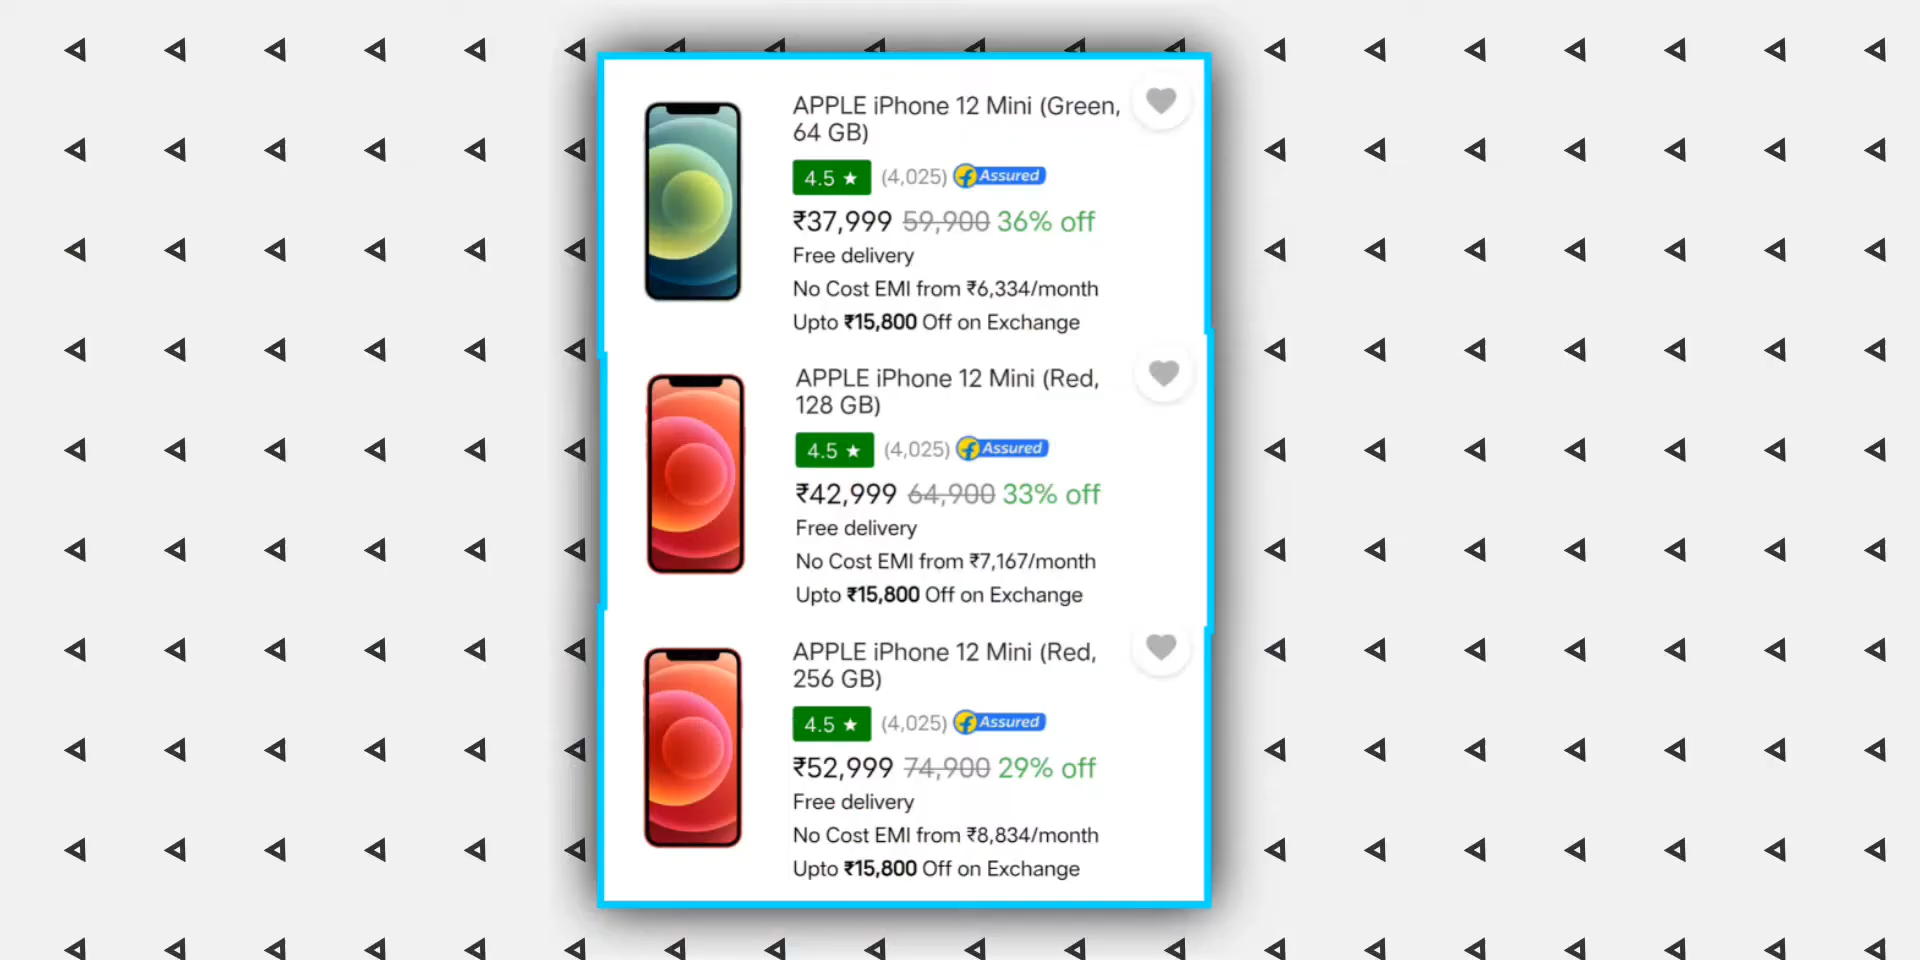 APPLE iPhone 12 Mini (Green,
64 GB)
4.5 ★ (4,025) Assured
₹37,999 59,900 36% off
Free delivery
No Cost EMI from ₹6,334/month
Upto ₹15,800 Off on Exchange
APPLE iPhone 12 Mini (Red,
128 GB)
4.5 ★ (4,025) Assured
₹42,999 64,900 33% off
Free delivery
No Cost EMI from ₹7,167/month
Upto ₹15,800 Off on Exchange
APPLE iPhone 12 Mini (Red,
256 GB)
4.5 ★ (4,025) Assured
₹52,999 74,900 29% off
Free delivery
No Cost EMI from ₹8,834/month
Upto ₹15,800 Off on Exchange